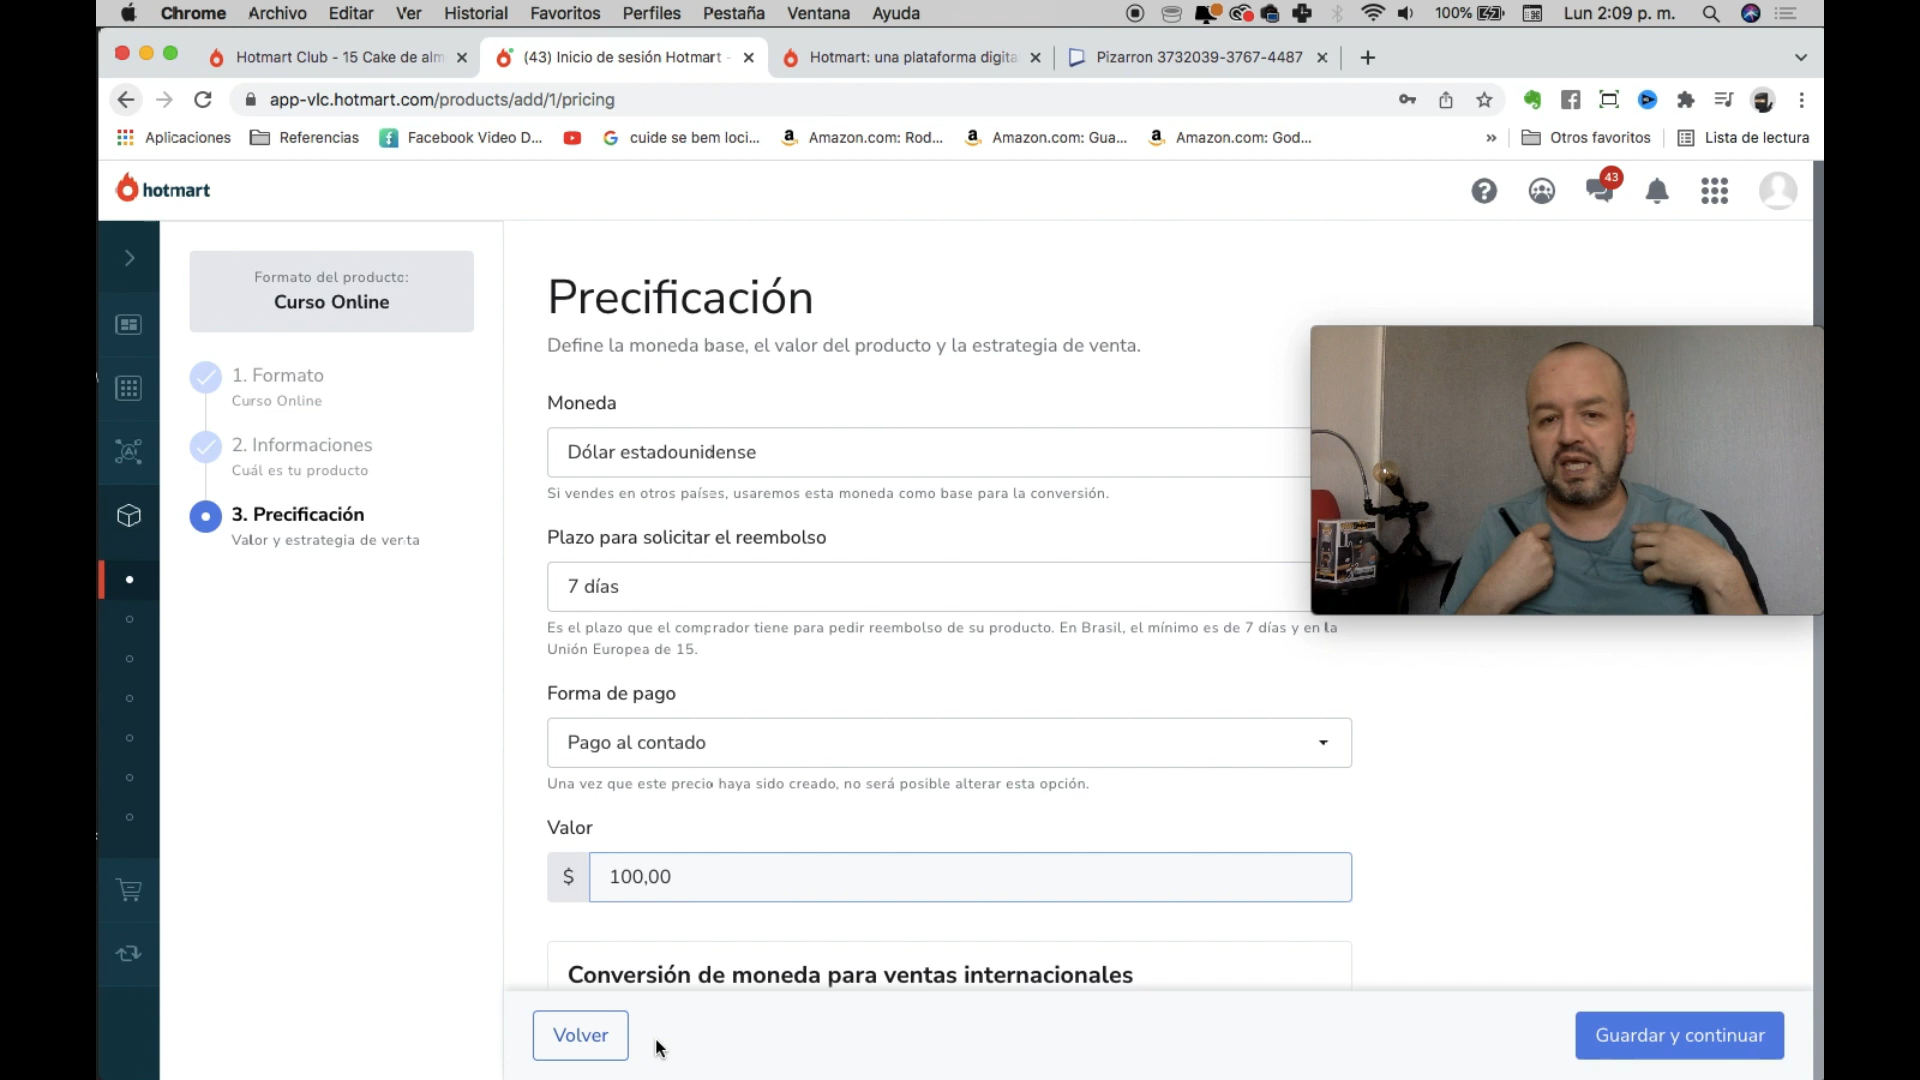 Chrome Archivo Editar Ver Historial Favoritos Perfiles Pestaña Ventana Ayuda 100% Lun 2:09 p. m.
Hotmart Club - 15 Cake de alm (43) Inicio de sesión Hotmart - Hotmart: una plataforma digita Pizarron 3732039-3767-4487
app-vlc.hotmart.com/products/add/1/pricing
Aplicaciones Referencias Facebook Video D... cuide se bem loci... Amazon.com: Rod... Amazon.com: Gua... Amazon.com: God... » Otros favoritos Lista de lectura
hotmart 43
Formato del producto:
Curso Online
1. Formato
Curso Online
2. Informaciones
Cuál es tu producto
3. Precificación
Valor y estrategia de venta
Precificación
Define la moneda base, el valor del producto y la estrategia de venta.
Moneda
Dólar estadounidense
Si vendes en otros países, usaremos esta moneda como base para la conversión.
Plazo para solicitar el reembolso
7 días
Es el plazo que el comprador tiene para pedir reembolso de su producto. En Brasil, el mínimo es de 7 días y en la
Unión Europea de 15.
Forma de pago
Pago al contado
Una vez que este precio haya sido creado, no será posible alterar esta opción.
Valor
$ 100,00
Conversión de moneda para ventas internacionales
Volver
Guardar y continuar